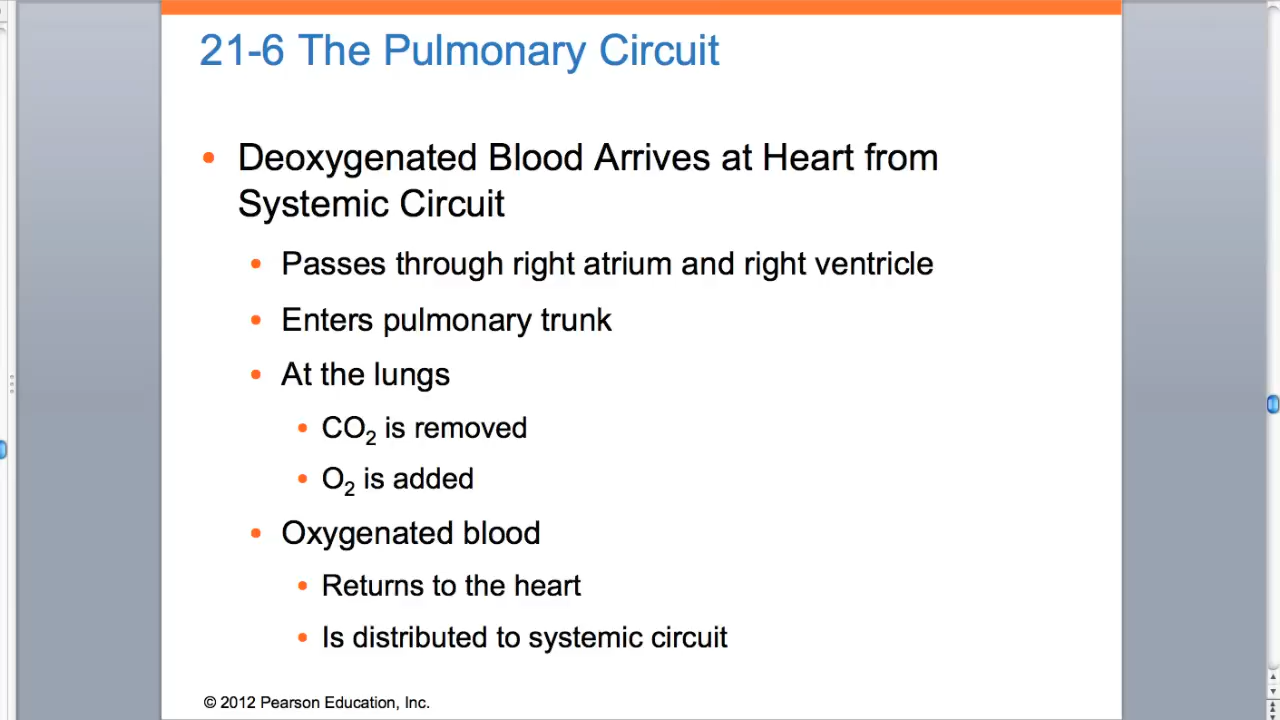 21-6 The Pulmonary Circuit
• Deoxygenated Blood Arrives at Heart from
Systemic Circuit
• Passes through right atrium and right ventricle
• Enters pulmonary trunk
• At the lungs
• CO₂ is removed
• O₂ is added
• Oxygenated blood
• Returns to the heart
• Is distributed to systemic circuit
© 2012 Pearson Education, Inc.